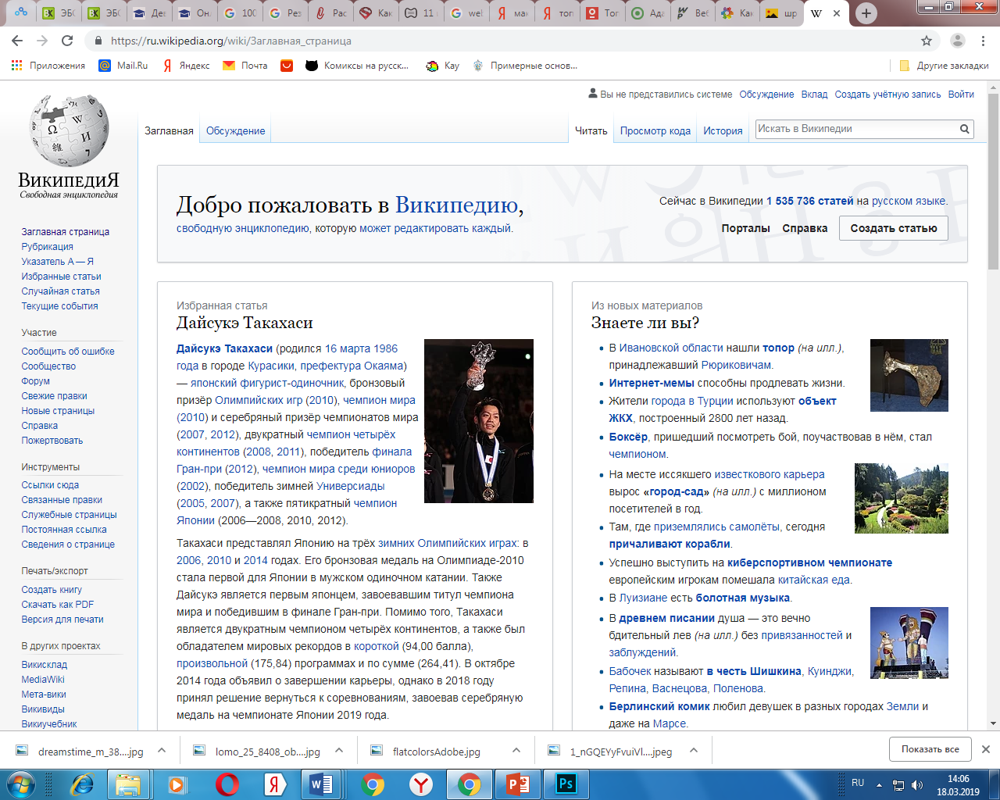 ЭБО
ЭБО
Дев
Он
100
Рез
Рас
Как
11
wel
мак
топ
Топ
Ада
Веб
Как
шр
https://ru.wikipedia.org/wiki/Заглавная_страница
Приложения Mail.Ru Яндекс Почта Комиксы на русск... Kay Примерные основ... Другие закладки
Вы не представились системе Обсуждение Вклад Создать учётную запись Войти
Заглавная Обсуждение Читать Просмотр кода История Искать в Википедии
ВикипедиЯ
Свободная энциклопедия
Заглавная страница
Рубрикация
Указатель А — Я
Избранные статьи
Случайная статья
Текущие события
Участие
Сообщить об ошибке
Сообщество
Форум
Свежие правки
Новые страницы
Справка
Пожертвовать
Инструменты
Ссылки сюда
Связанные правки
Служебные страницы
Постоянная ссылка
Сведения о странице
Печать/экспорт
Создать книгу
Скачать как PDF
Версия для печати
В других проектах
Викисклад
MediaWiki
Мета-вики
Викивиды
Викиучебник
Добро пожаловать в Википедию,
свободную энциклопедию, которую может редактировать каждый.
Сейчас в Википедии 1 535 736 статей на русском языке.
Порталы Справка Создать статью
Избранная статья
Дайсукэ Такахаси
Дайсукэ Такахаси (родился 16 марта 1986
года в городе Курасики, префектура Окаяма)
— японский фигурист-одиночник, бронзовый
призёр Олимпийских игр (2010), чемпион мира
(2010) и серебряный призёр чемпионатов мира
(2007, 2012), двукратный чемпион четырёх
континентов (2008, 2011), победитель финала
Гран-при (2012), чемпион мира среди юниоров
(2002), победитель зимней Универсиады
(2005, 2007), а также пятикратный чемпион
Японии (2006—2008, 2010, 2012).
Такахаси представлял Японию на трёх зимних Олимпийских играх: в
2006, 2010 и 2014 годах. Его бронзовая медаль на Олимпиаде-2010
стала первой для Японии в мужском одиночном катании. Также
Дайсукэ является первым японцем, завоевавшим титул чемпиона
мира и победившим в финале Гран-при. Помимо того, Такахаси
является двукратным чемпионом четырёх континентов, а также был
обладателем мировых рекордов в короткой (94,00 балла),
произвольной (175,84) программах и по сумме (264,41). В октябре
2014 года объявил о завершении карьеры, однако в 2018 году
принял решение вернуться к соревнованиям, завоевав серебряную
медаль на чемпионате Японии 2019 года.
Из новых материалов
Знаете ли вы?
В Ивановской области нашли топор (на илл.),
принадлежавший Рюриковичам.
Интернет-мемы способны продлевать жизни.
Жители города в Турции используют объект
ЖКХ, построенный 2800 лет назад.
Боксёр, пришедший посмотреть бой, поучаствовав в нём, стал
чемпионом.
На месте иссякшего известкового карьера
вырос «город-сад» (на илл.) с миллионом
посетителей в год.
Там, где приземлялись самолёты, сегодня
причаливают корабли.
Успешно выступить на киберспортивном чемпионате
европейским игрокам помешала китайская еда.
В Луизиане есть болотная музыка.
В древнем писании душа — это вечно
бдительный лев (на илл.) без привязанностей и
заблуждений.
Бабочек называют в честь Шишкина, Куинджи,
Репина, Васнецова, Поленова.
Берлинский комик любил девушек в разных городах Земли и
даже на Марсе.
dreamstime_m_38....jpg lomo_25_8408_ob....jpg flatcolorsAdobe.jpg 1_nGQEYyFvuiVl....jpeg Показать все
RU 14:06
18.03.2019